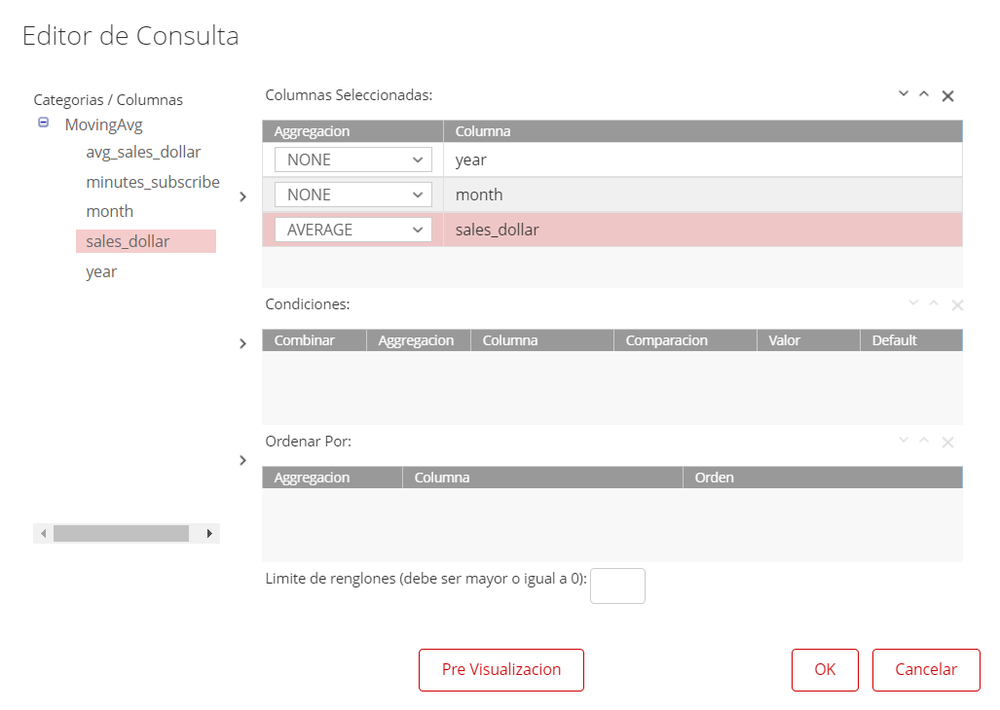 Editor de Consulta
Categorias / Columnas
MovingAvg
avg_sales_dollar
minutes_subscribe
month
sales_dollar
year
Columnas Seleccionadas:
Aggregacion Columna
NONE year
NONE month
AVERAGE sales_dollar
Condiciones:
Combinar Aggregacion Columna Comparacion Valor Default
Ordenar Por:
Aggregacion Columna Orden
Limite de renglones (debe ser mayor o igual a 0):
Pre Visualizacion OK Cancelar